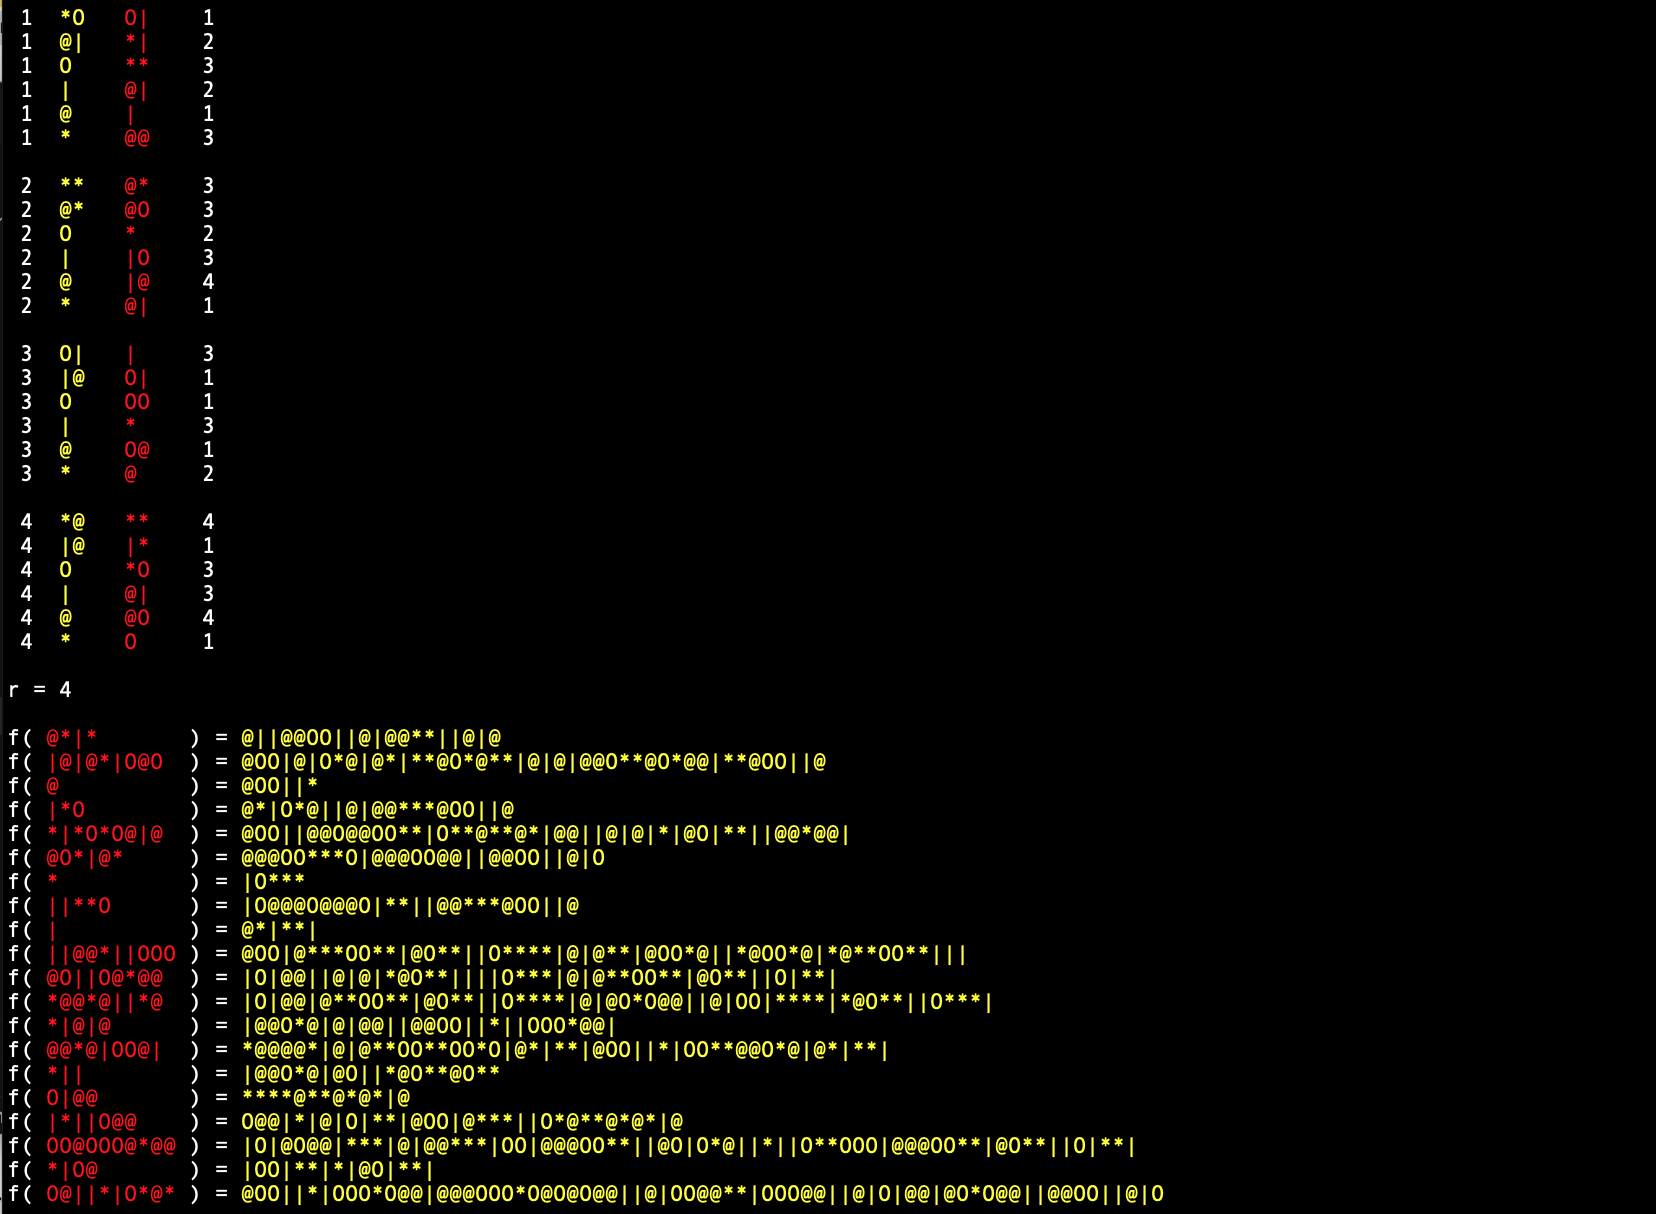 1 *O O| 1
1 @| *| 2
1 O ** 3
1 | @| 2
1 @ | 1
1 * @@ 3
2 ** @* 3
2 @* @O 3
2 O * 2
2 | |O 3
2 @ |@ 4
2 * @| 1
3 O| | 3
3 |@ O| 1
3 O OO 1
3 | * 3
3 @ O@ 1
3 * @ 2
4 *@ ** 4
4 |@ |* 1
4 O *O 3
4 | @| 3
4 @ @O 4
4 * O 1
r = 4
f( @*|* ) = @||@@OO||@|@@**||@|@
f( |@|@*|O@O ) = @OO|@|O*@|@*|**@O*@**|@|@|@@O**@O*@@|**@OO||@
f( @ ) = @OO||*
f( |*O ) = @*|O*@||@|@@***@OO||@
f( *|*O*O@|@ ) = @OO||@@O@@OO**|O**@**@*|@@||@|@|*|@O|**||@@*@@|
f( @O*|@* ) = @@@OO***O|@@@OO@@||@@OO||@|O
f( * ) = |O***
f( ||**O ) = |O@@@O@@@O|**||@@***@OO||@
f( | ) = @*|**|
f( ||@@*||OOO ) = @OO|@***OO**|@O**||O****|@|@**|@OO*@||*@OO*@|*@**OO**|||
f( @O||O@*@@ ) = |O|@@||@|@|*@O**||||O***|@|@**OO**|@O**||O|**|
f( *@@*@||*@ ) = |O|@@|@**OO**|@O**||O****|@|@O*O@@||@|OO|****|*@O**||O***|
f( *|@|@ ) = |@@O*@|@|@@||@@OO||*||OOO*@@|
f( @@*@|OO@| ) = *@@@@*|@|@**OO**OO*O|@*|**|@OO||*|OO**@@O*@|@*|**|
f( *|| ) = |@@O*@|@O||*@O**@O**
f( O|@@ ) = ****@**@*@*|@
f( |*||O@@ ) = O@@|*|@|O|**|@OO|@***||O*@**@*@*|@
f( OO@OOO@*@@ ) = |O|@O@@|***|@|@@***|OO|@@@OO**||@O|O*@||*||O**OOO|@@@OO**|@O**||O|**|
f( *|O@ ) = |OO|**|*|@O|**|
f( O@||*|O*@* ) = @OO||*|OOO*O@@|@@@OOO*O@O@O@@||@|OO@@**|OOO@@||@|O|@@|@O*O@@||@@OO||@|O